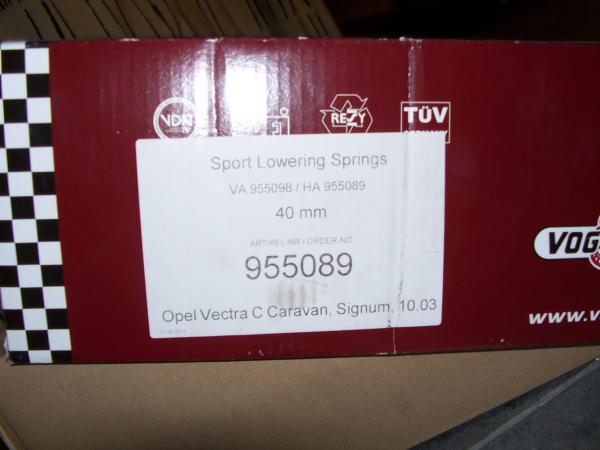 VDAT
REZY
TÜV
Sport Lowering Springs
VA 955098 / HA 955089
40 mm
ARTIKEL-NR / ORDER-NO
955089
Opel Vectra C Caravan, Signum, 10.03
VOG
www.v